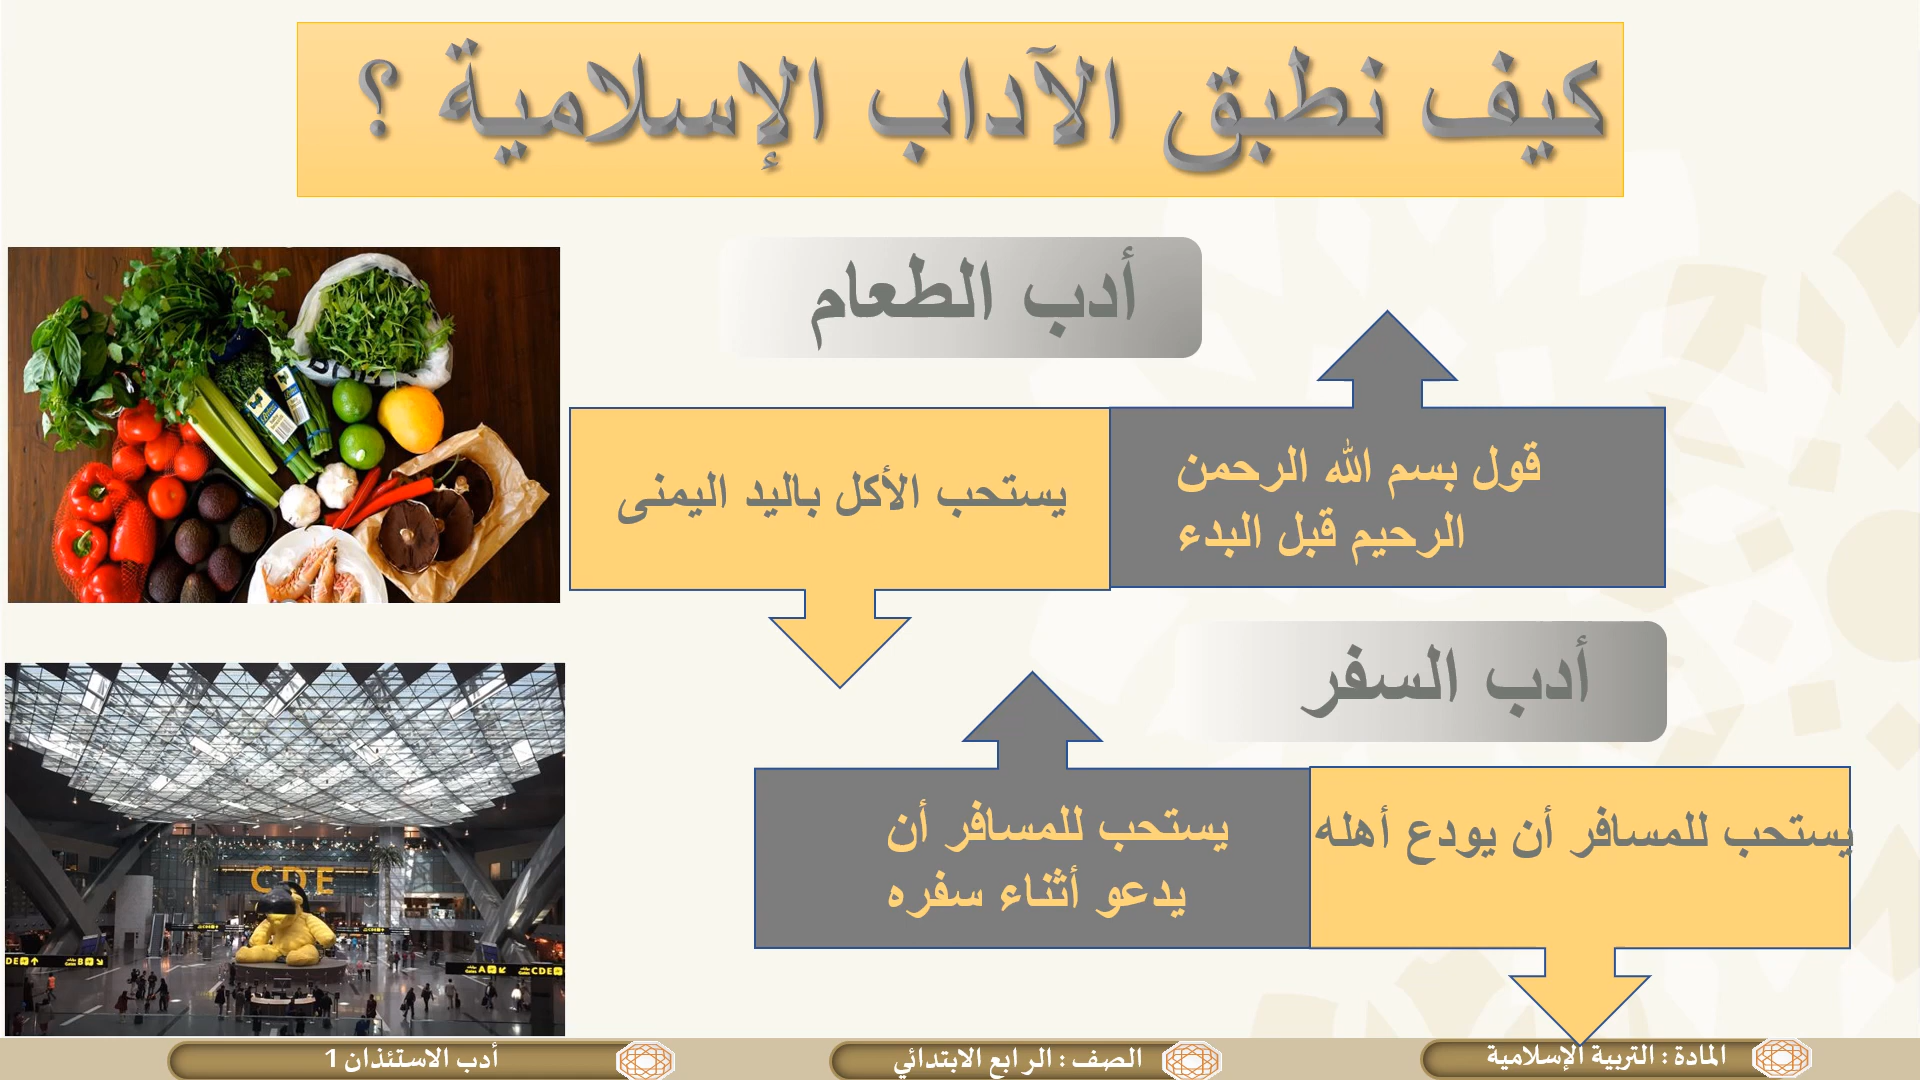 كيف نطبق الآداب الإسلامية ؟
أدب الطعام
قول بسم الله الرحمن
الرحيم قبل البدء
يستحب الأكل باليد اليمنى
أدب السفر
يستحب للمسافر أن يودع أهله
يستحب للمسافر أن
يدعو أثناء سفره
CDE
المادة : التربية الإسلامية
الصف : الرابع الابتدائي
أدب الاستئذان 1